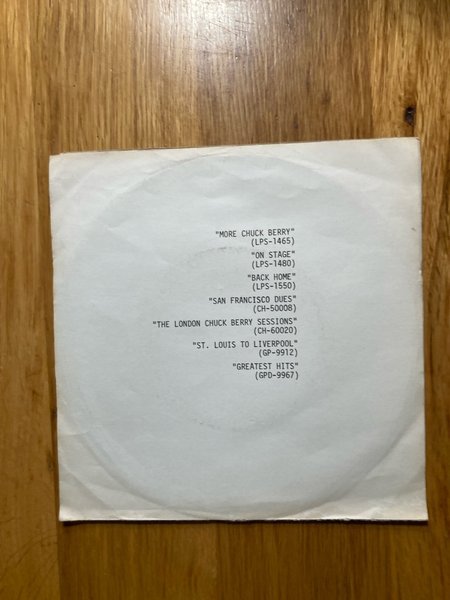 "MORE CHUCK BERRY"
(LPS-1465)
"ON STAGE"
(LPS-1480)
"BACK HOME"
(LPS-1550)
"SAN FRANCISCO DUES"
(CH-50008)
"THE LONDON CHUCK BERRY SESSIONS"
(CH-60020)
"ST. LOUIS TO LIVERPOOL"
(GP-9912)
"GREATEST HITS"
(GPD-9967)